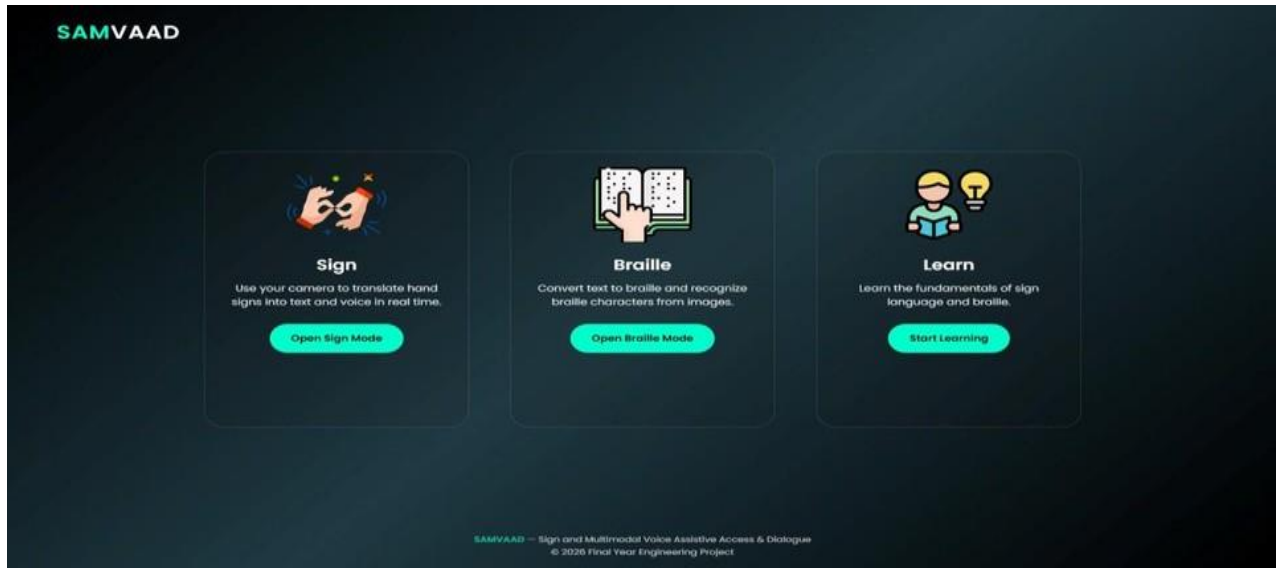 SAMVAAD
Sign
Use your camera to translate hand
signs into text and voice in real time.
Open Sign Mode
Braille
Convert text to braille and recognize
braille characters from images.
Open Braille Mode
Learn
Learn the fundamentals of sign
language and braille.
Start Learning
SAMVAAD — Sign and Multimodal Voice Assistive Access & Dialogue
© 2026 Final Year Engineering Project